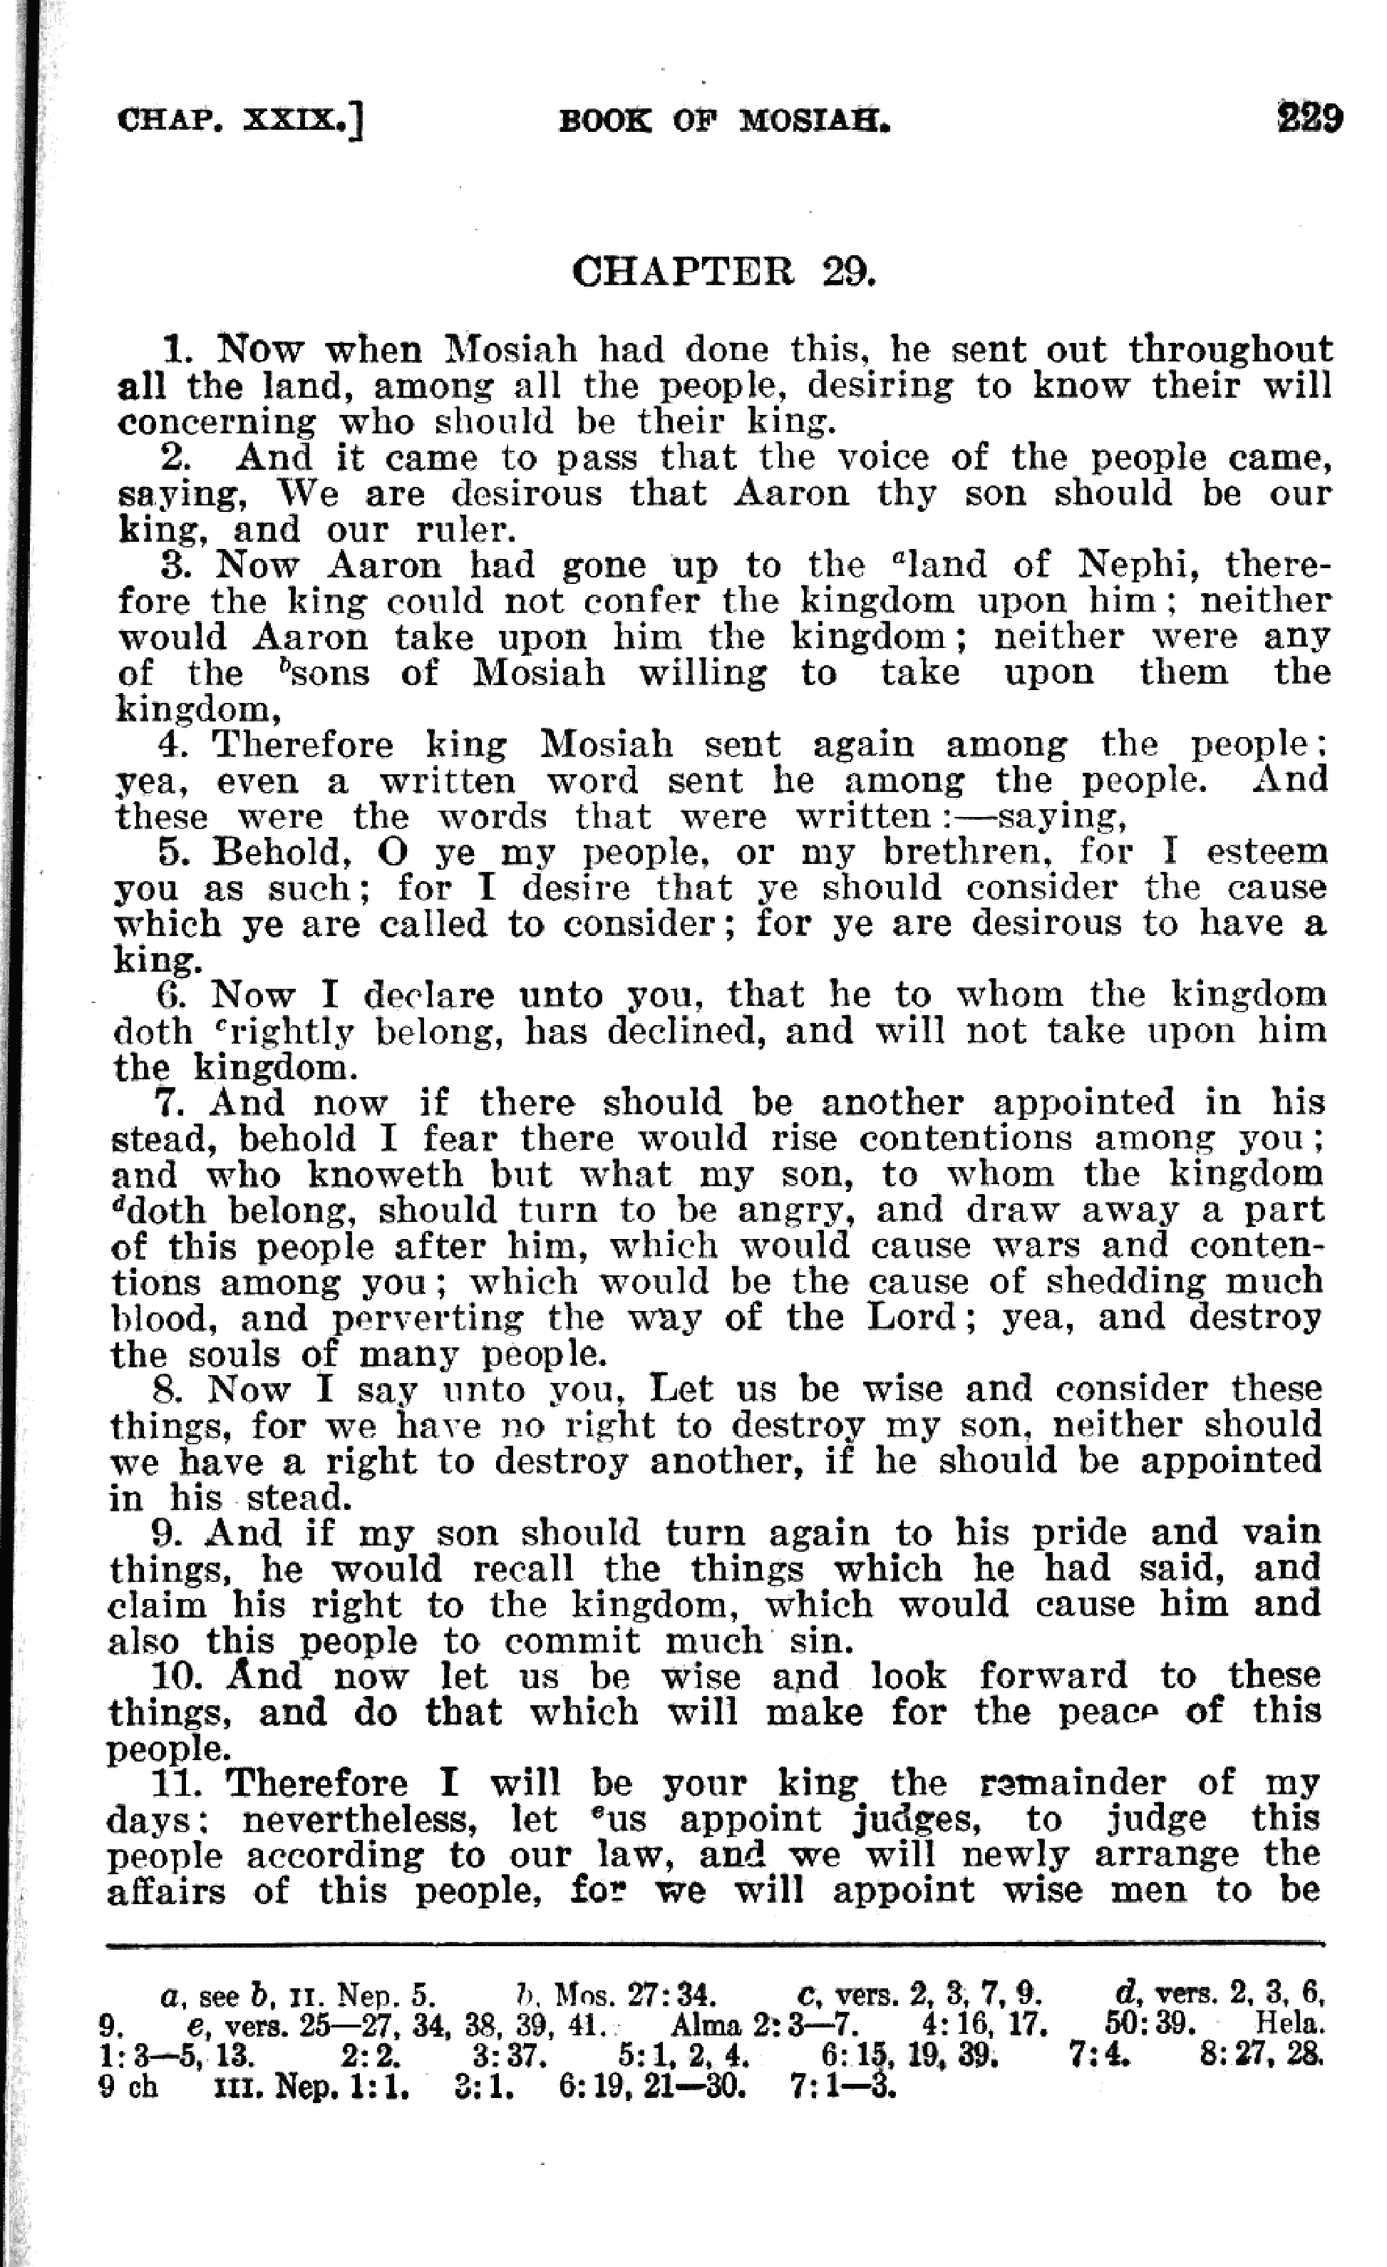 CHAP. XXIX.] BOOK OF MOSIAH. 229
CHAPTER 29.
1. Now when Mosiah had done this, he sent out throughout
all the land, among all the people, desiring to know their will
concerning who should be their king.
2. And it came to pass that the voice of the people came,
saying, We are desirous that Aaron thy son should be our
king, and our ruler.
3. Now Aaron had gone up to the ᵃland of Nephi, there-
fore the king could not confer the kingdom upon him; neither
would Aaron take upon him the kingdom; neither were any
of the ᵇsons of Mosiah willing to take upon them the
kingdom,
4. Therefore king Mosiah sent again among the people;
yea, even a written word sent he among the people. And
these were the words that were written:—saying,
5. Behold, O ye my people, or my brethren, for I esteem
you as such; for I desire that ye should consider the cause
which ye are called to consider; for ye are desirous to have a
king.
6. Now I declare unto you, that he to whom the kingdom
doth ᶜrightly belong, has declined, and will not take upon him
the kingdom.
7. And now if there should be another appointed in his
stead, behold I fear there would rise contentions among you;
and who knoweth but what my son, to whom the kingdom
ᵈdoth belong, should turn to be angry, and draw away a part
of this people after him, which would cause wars and conten-
tions among you; which would be the cause of shedding much
blood, and perverting the way of the Lord; yea, and destroy
the souls of many people.
8. Now I say unto you, Let us be wise and consider these
things, for we have no right to destroy my son, neither should
we have a right to destroy another, if he should be appointed
in his stead.
9. And if my son should turn again to his pride and vain
things, he would recall the things which he had said, and
claim his right to the kingdom, which would cause him and
also this people to commit much sin.
10. And now let us be wise and look forward to these
things, and do that which will make for the peace of this
people.
11. Therefore I will be your king the remainder of my
days; nevertheless, let ᵉus appoint judges, to judge this
people according to our law, and we will newly arrange the
affairs of this people, for we will appoint wise men to be
a, see b, II. Nep. 5. b, Mos. 27:34. c, vers. 2, 3, 7, 9. d, vers. 2, 3, 6,
9. e, vers. 25—27, 34, 38, 39, 41. Alma 2:3—7. 4:16, 17. 50:39. Hela.
1:3—5, 13. 2:2. 3:37. 5:1, 2, 4. 6:15, 19, 39. 7:4. 8:27, 28.
9 ch III. Nep. 1:1. 3:1. 6:19, 21—30. 7:1—3.